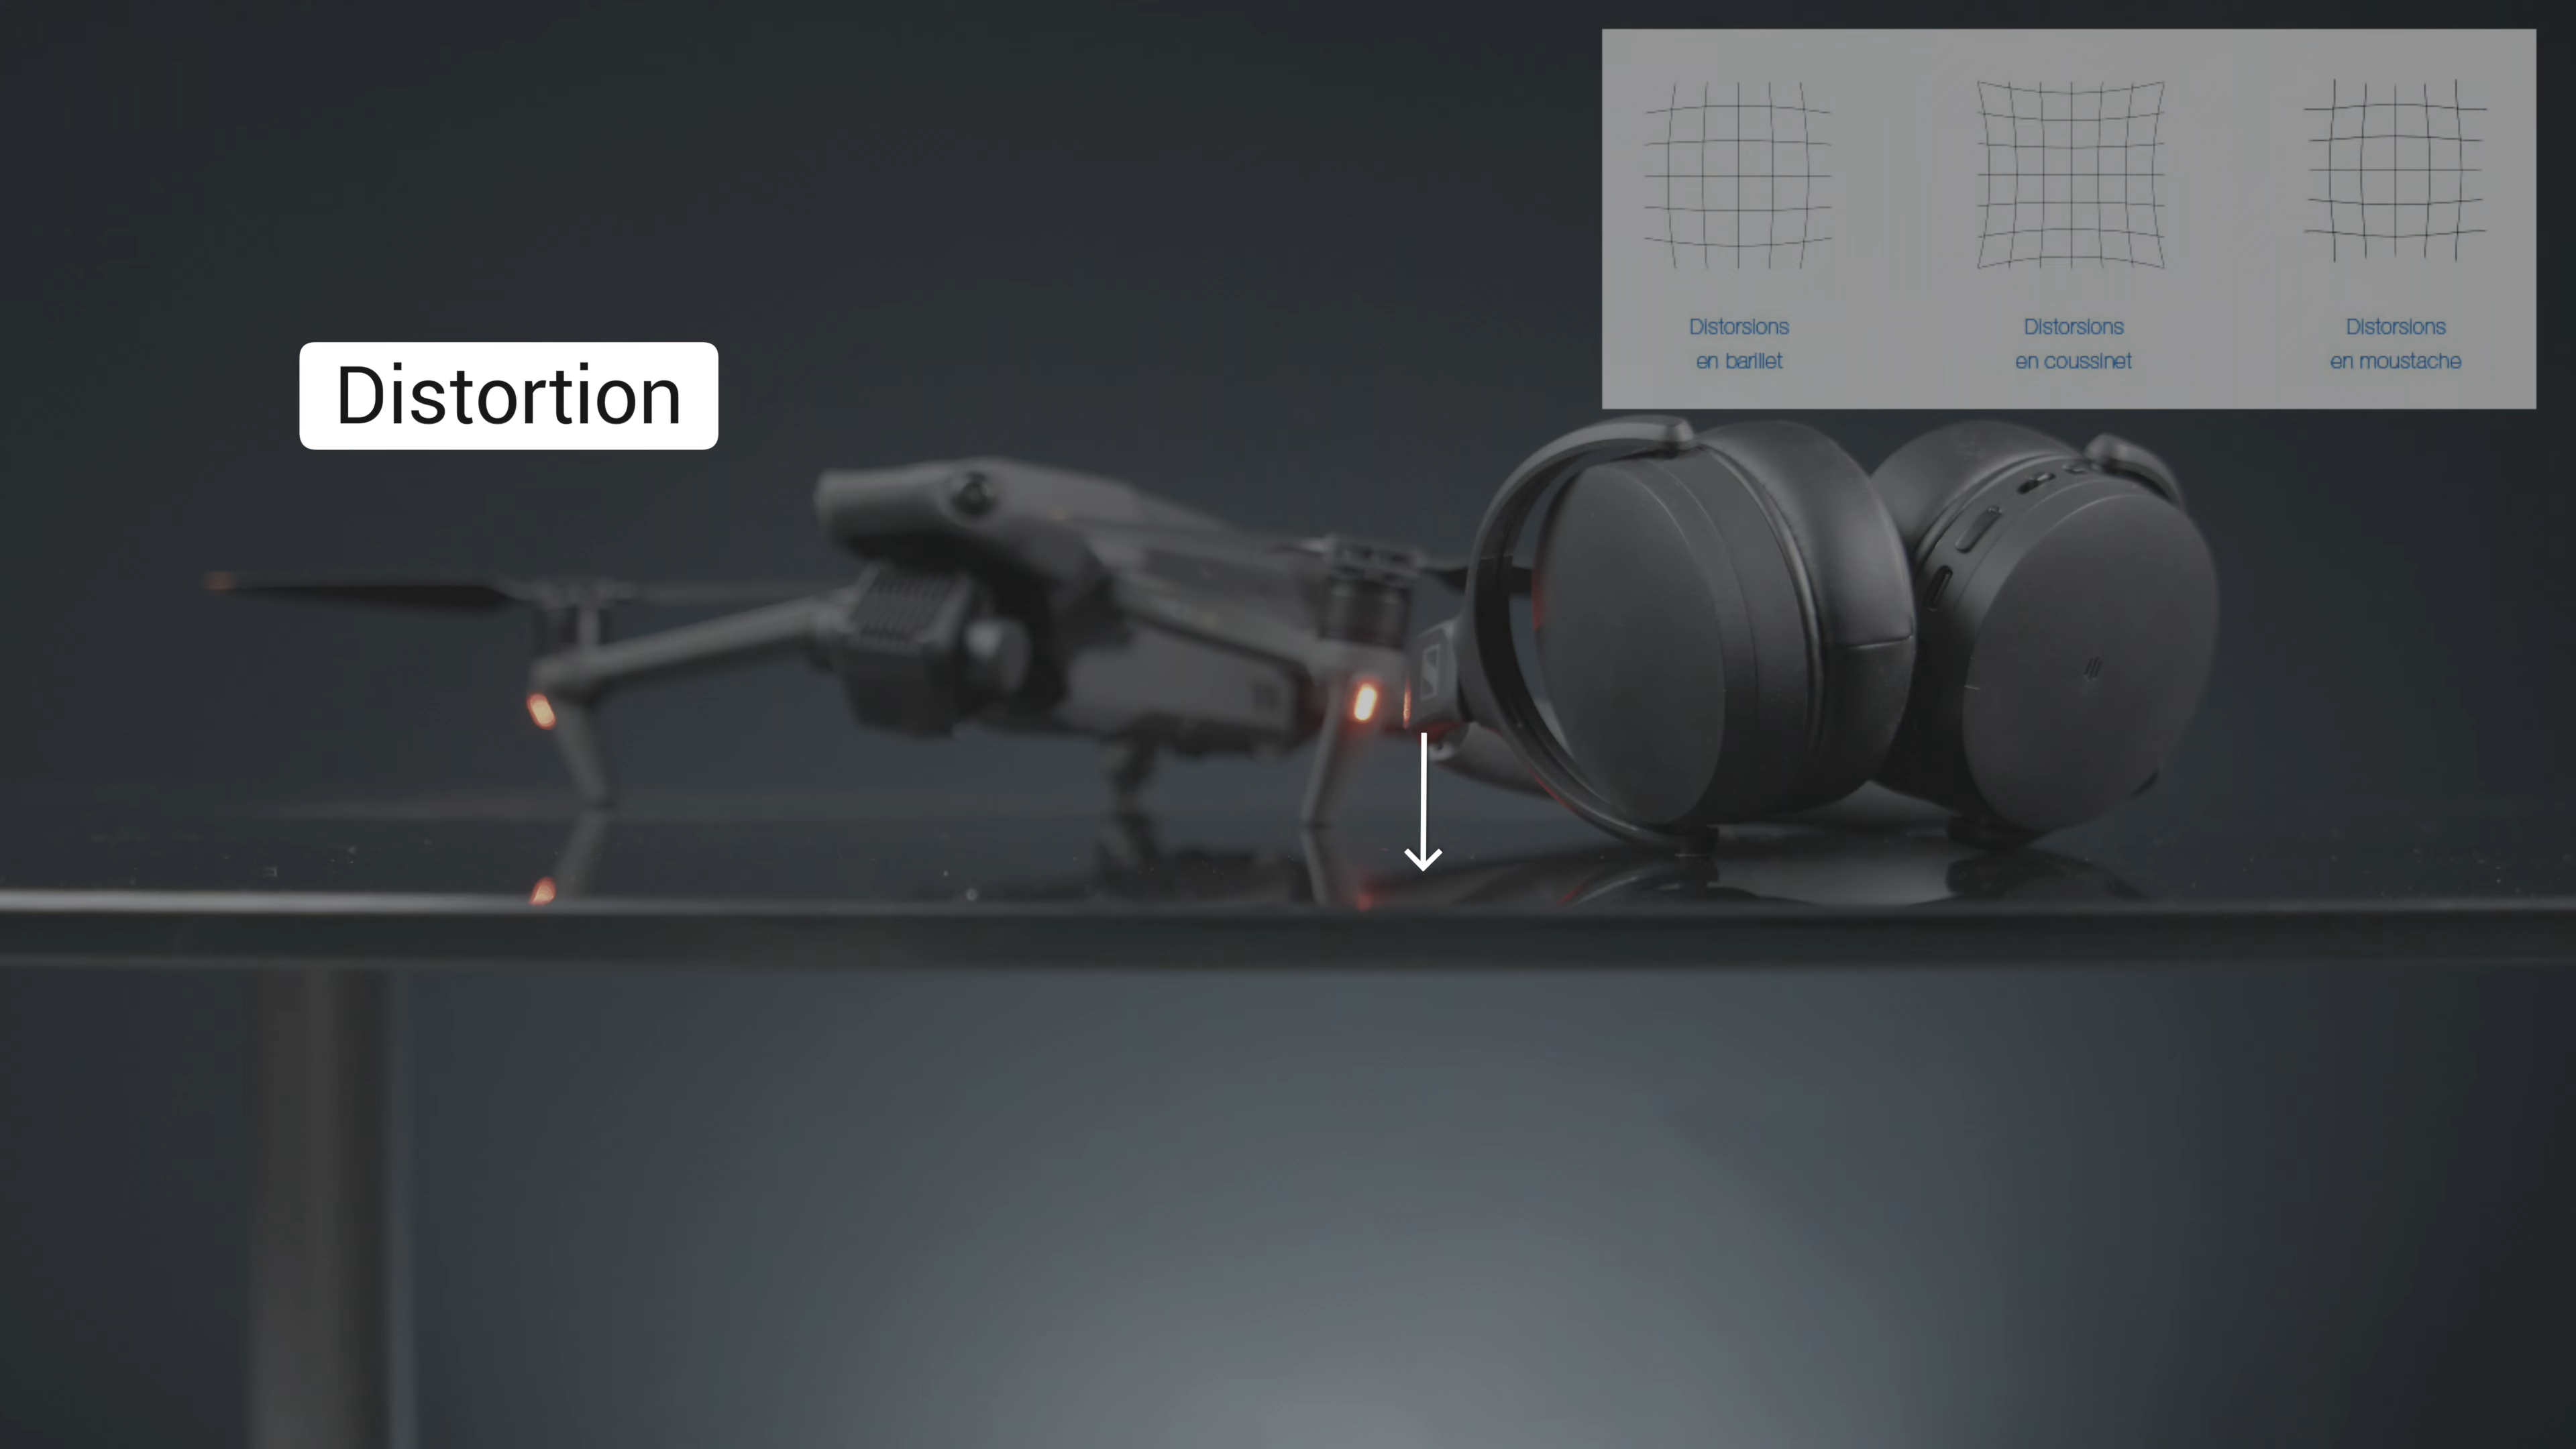 Distortion
Distorsions
en barillet
Distorsions
en coussinet
Distorsions
en moustache